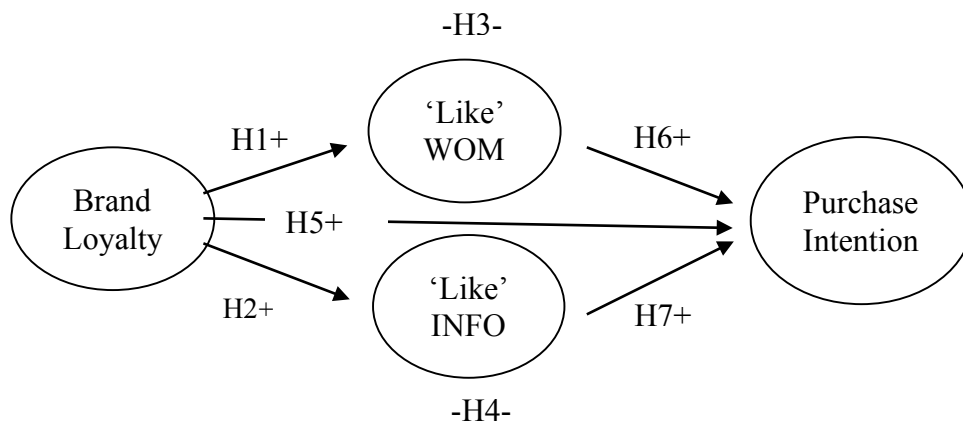 -H3-
‘Like’
WOM
H1+
H6+
Brand
Loyalty
H5+
Purchase
Intention
‘Like’
INFO
H2+
H7+
-H4-